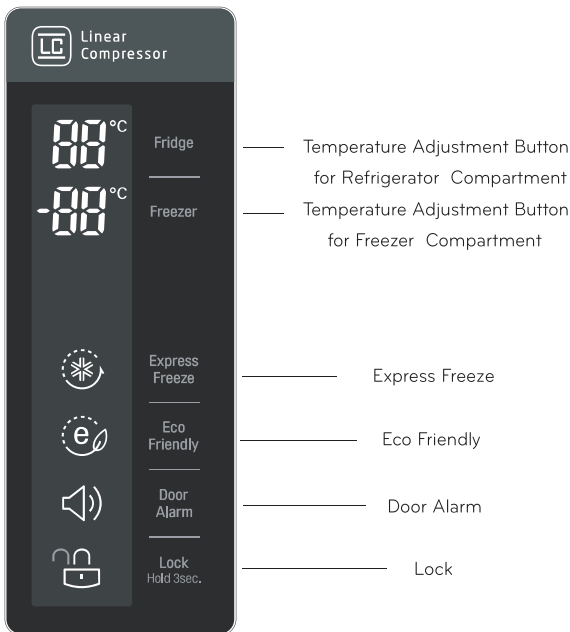 LC
Linear
Compressor
88°C
Fridge
Temperature Adjustment Button
for Refrigerator Compartment
-88°C
Freezer
Temperature Adjustment Button
for Freezer Compartment
Express
Freeze
Express Freeze
e
Eco
Friendly
Eco Friendly
Door
Alarm
Door Alarm
Lock
Hold 3sec.
Lock